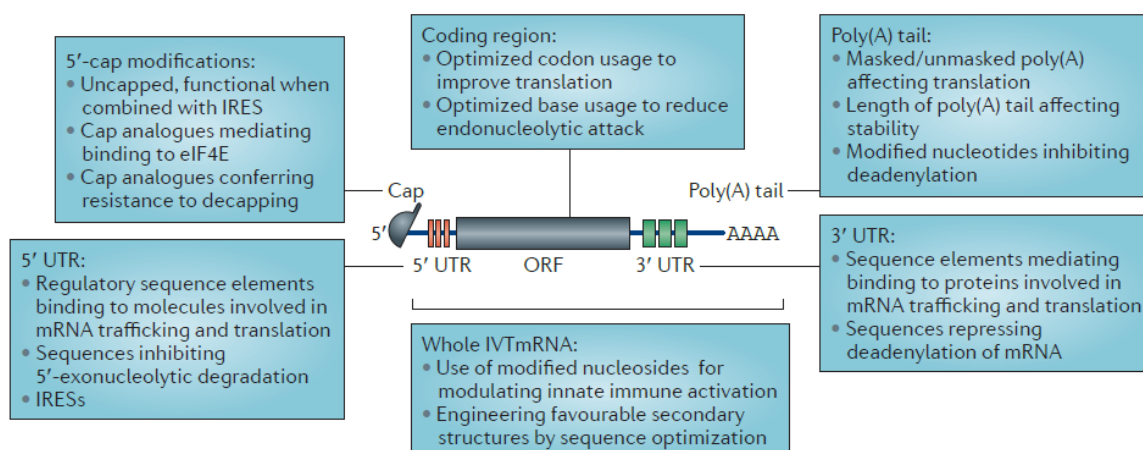 5′-cap modifications:
• Uncapped, functional when
combined with IRES
• Cap analogues mediating
binding to eIF4E
• Cap analogues conferring
resistance to decapping
Coding region:
• Optimized codon usage to
improve translation
• Optimized base usage to reduce
endonucleolytic attack
Poly(A) tail:
• Masked/unmasked poly(A)
affecting translation
• Length of poly(A) tail affecting
stability
• Modified nucleotides inhibiting
deadenylation
Cap
Poly(A) tail
5′
AAAA
5′ UTR
ORF
3′ UTR
5′ UTR:
• Regulatory sequence elements
binding to molecules involved in
mRNA trafficking and translation
• Sequences inhibiting
5′-exonucleolytic degradation
• IRESs
Whole IVTmRNA:
• Use of modified nucleosides for
modulating innate immune activation
• Engineering favourable secondary
structures by sequence optimization
3′ UTR:
• Sequence elements mediating
binding to proteins involved in
mRNA trafficking and translation
• Sequences repressing
deadenylation of mRNA